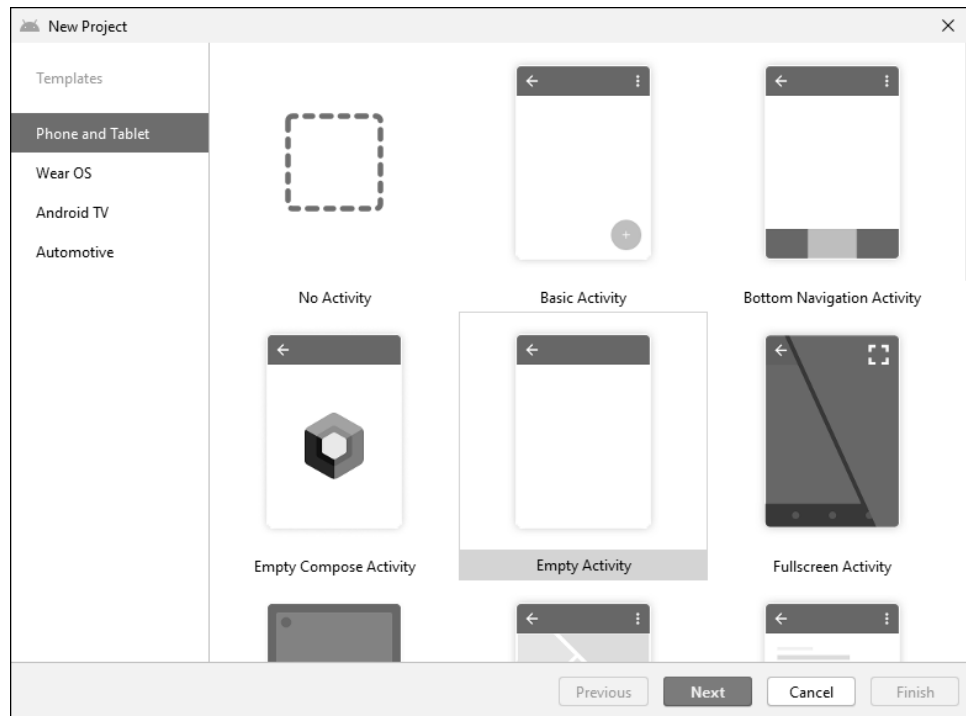 New Project
Templates
Phone and Tablet
Wear OS
Android TV
Automotive
No Activity
Basic Activity
Bottom Navigation Activity
Empty Compose Activity
Empty Activity
Fullscreen Activity
Previous
Next
Cancel
Finish